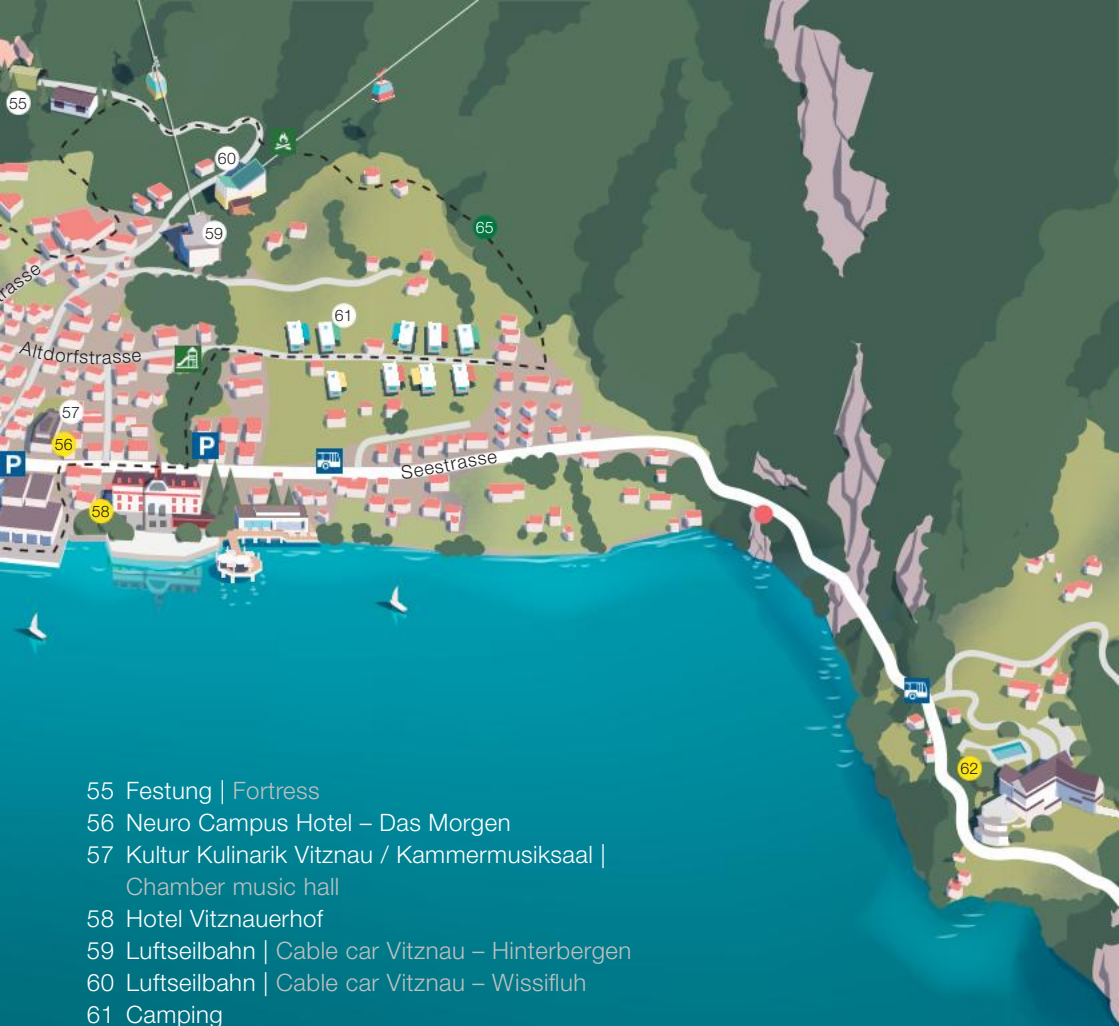 55
60
59
65
61
trasse
Altdorfstrasse
57
56
P
P
Seestrasse
58
62
55 Festung | Fortress
56 Neuro Campus Hotel – Das Morgen
57 Kultur Kulinarik Vitznau / Kammermusiksaal |
Chamber music hall
58 Hotel Vitznauerhof
59 Luftseilbahn | Cable car Vitznau – Hinterbergen
60 Luftseilbahn | Cable car Vitznau – Wissifluh
61 Camping